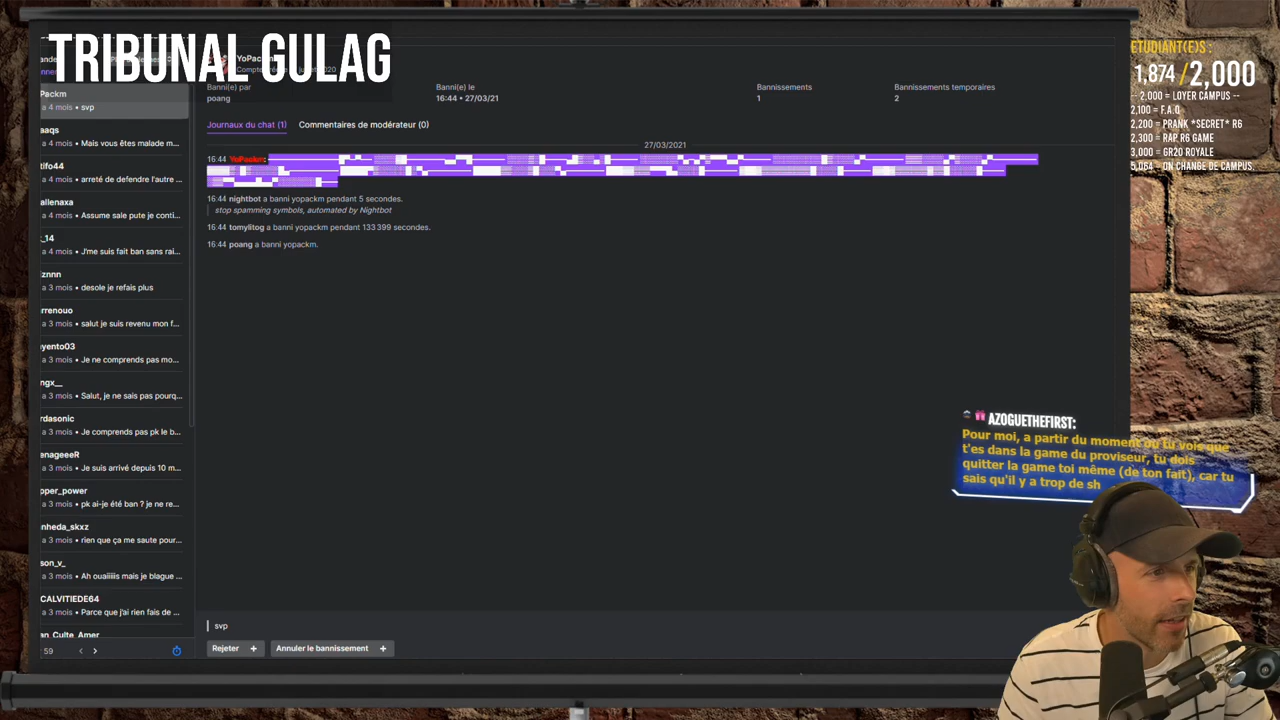 TRIBUNAL GULAG
YoPackm
Banni(e) par
poang
Banni(e) le
16:44 • 27/03/21
Bannissements
1
Bannissements temporaires
2
Journaux du chat (1)
Commentaires de modérateur (0)
27/03/2021
16:44 YoPackm:
16:44 nightbot a banni yopackm pendant 5 secondes.
stop spamming symbols, automated by Nightbot
16:44 tomylitog a banni yopackm pendant 133 399 secondes.
16:44 poang a banni yopackm.
Packm
a 4 mois • svp
aaqs
a 4 mois • Mais vous êtes malade m...
tifo44
a 4 mois • arreté de defendre l'autre ...
allenaxa
a 4 mois • Assume sale pute je conti...
_14
a 4 mois • J'me suis fait ban sans rai...
iznnn
a 3 mois • desole je refais plus
rrenouo
a 3 mois • salut je suis revenu mon f...
yento03
a 3 mois • Je ne comprends pas mo...
ngx__
a 3 mois • Salut, je ne sais pas pourq...
rdasonic
a 3 mois • Je comprends pas pk le b...
enageeeR
a 3 mois • Je suis arrivé depuis 10 m...
pper_power
a 3 mois • pk ai-je été ban ? je ne re...
nheda_skxz
a 3 mois • rien que ça me saute pour...
son_v_
a 3 mois • Ah ouaiiiiis mais je blague ...
CALVITIEDE64
a 3 mois • Parce que j'ai rien fais de ...
an_Culte_Amer
59
svp
Rejeter +
Annuler le bannissement +
ETUDIANT(E)S :
1,874 / 2,000
-- 2,000 = LOYER CAMPUS --
2,100 = F.A.Q
2,200 = PRANK *SECRET* R6
2,300 = RAP R6 GAME
3,000 = GR20 ROYALE
5,064 = ON CHANGE DE CAMPUS.
AZOGUETHEFIRST:
Pour moi, a partir du moment ou tu vois que
t'es dans la game du proviseur, tu dois
quitter la game toi même (de ton fait), car tu
sais qu'il y a trop de sh